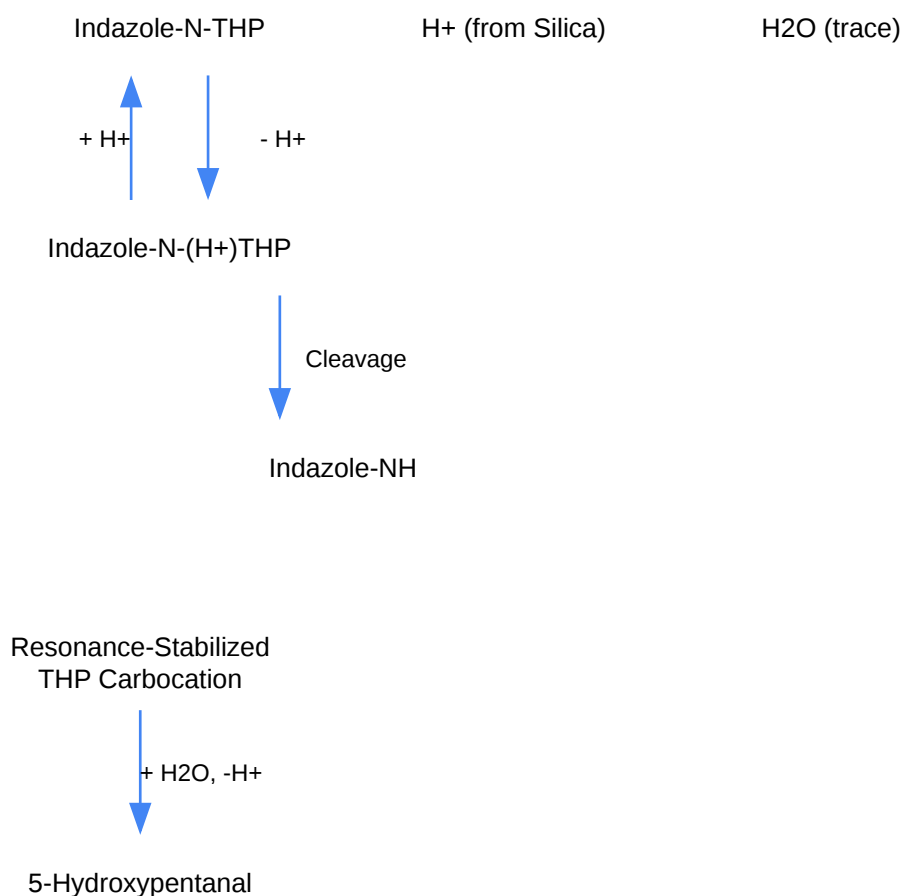 Indazole-N-THP
H+ (from Silica)
H2O (trace)
+ H+
- H+
Indazole-N-(H+)THP
Cleavage
Indazole-NH
Resonance-Stabilized
THP Carbocation
+ H2O, -H+
5-Hydroxypentanal